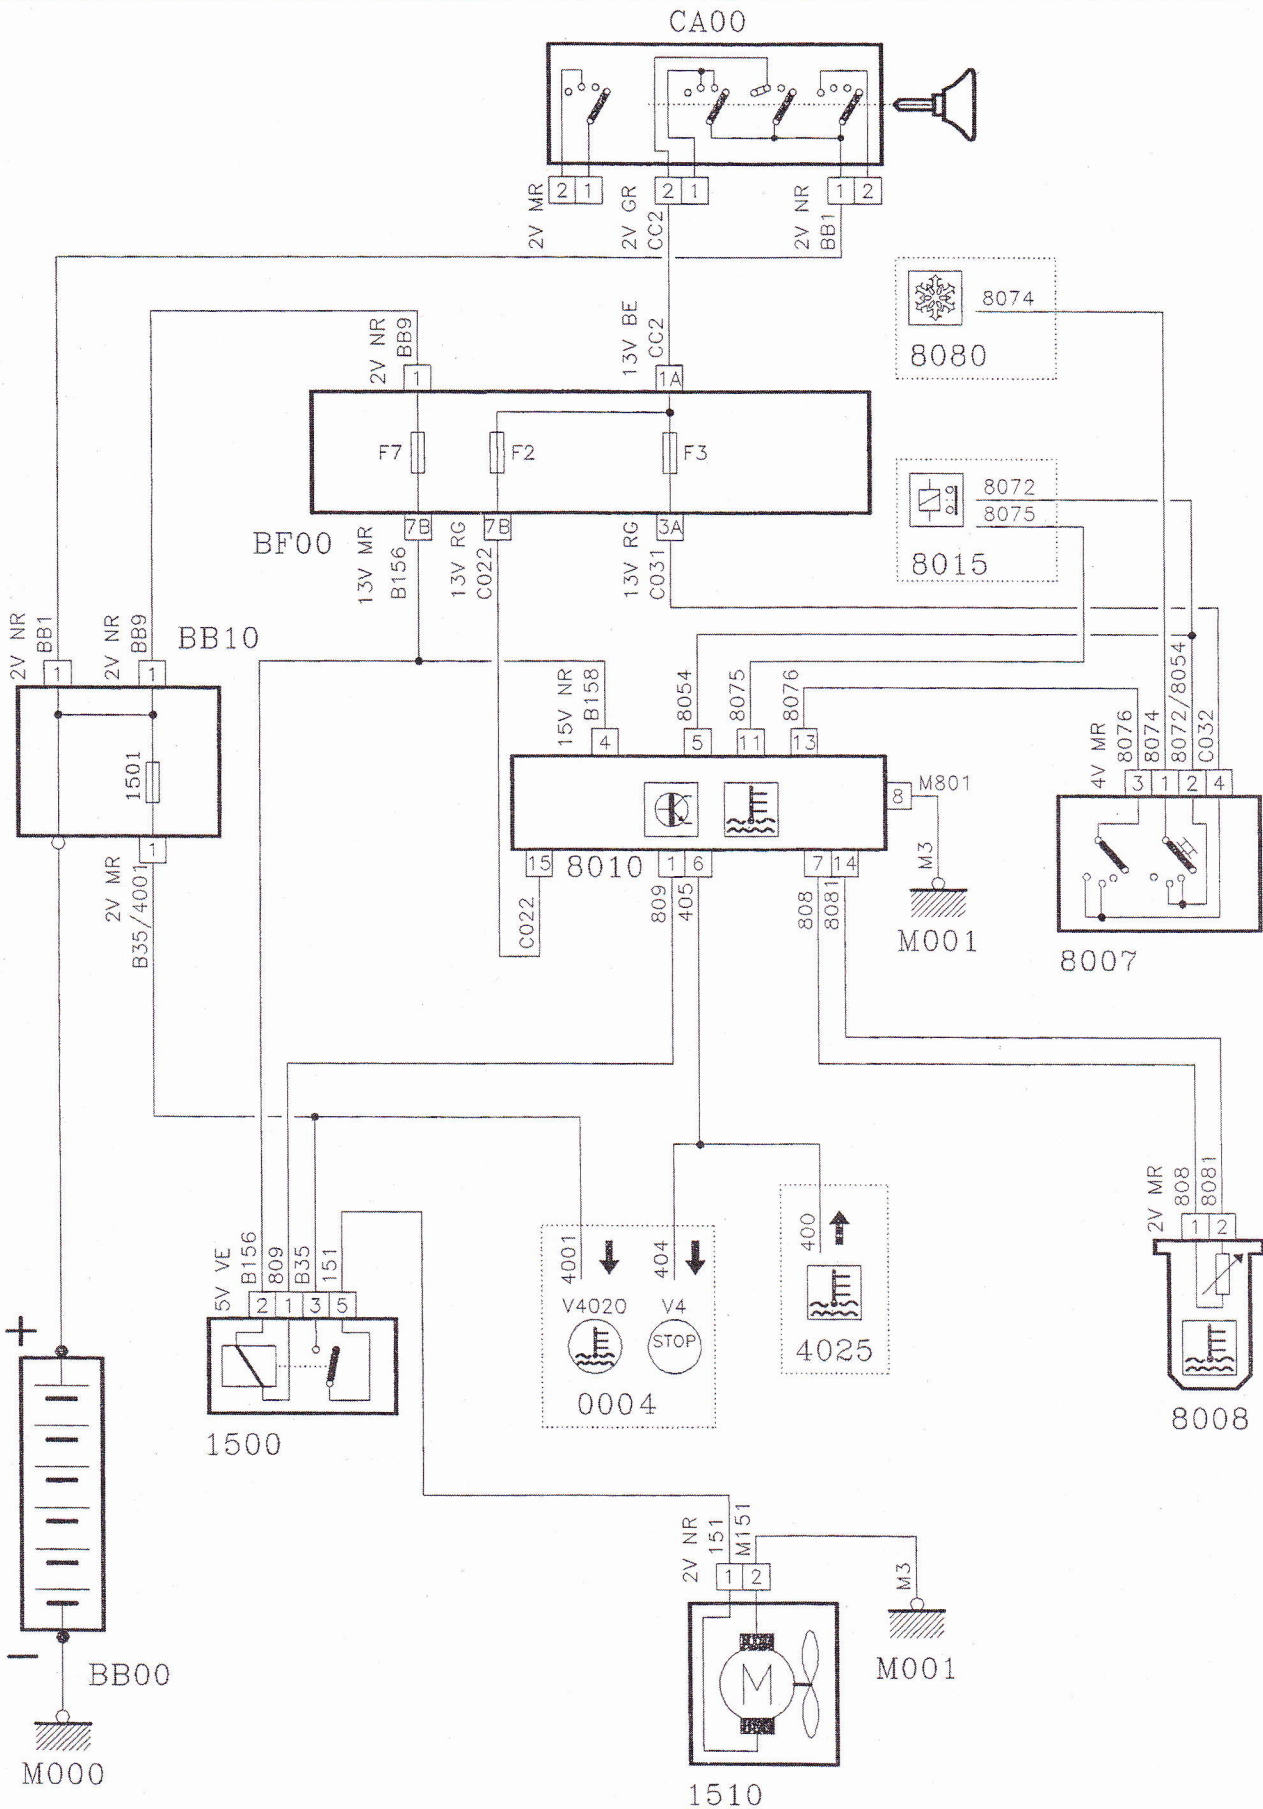 CA00
2 1
2 1
1 2
2V MR
2V GR
CC2
2V NR
BB1
8074
8080
2V NR
BB9
13V BE
CC2
1
1A
F7
F2
F3
8072
8075
8015
BF00
7B
7B
3A
13V MR
B156
13V RG
C022
13V RG
C031
2V NR
BB1
2V NR
BB9
BB10
1
1
1501
1
2V MR
B35/4001
15V NR
B158
8054
8075
8076
4
5
11
13
8
M801
M3
M001
15
8010
1 6
7 14
C022
809
405
808
8081
4V MR
8076
8074
8072/8054
C032
3 1 2 4
8007
5V VE
B156
809
B35
151
2 1 3 5
1500
4001
404
400
V4020
V4
STOP
0004
4025
2V MR
808
8081
1 2
8008
+
−
BB00
M000
2V NR
151
M151
1 2
M3
M001
M
1510